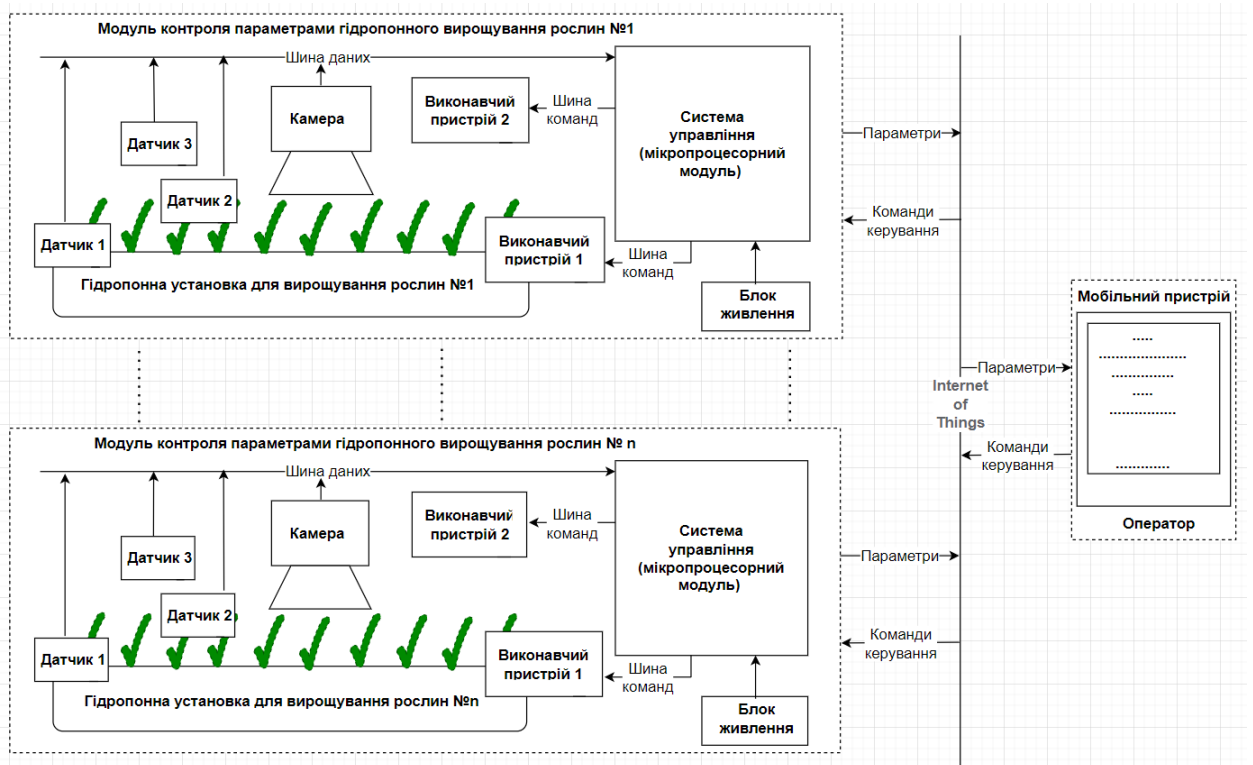 Модуль контроля параметрами гідропонного вирощування рослин №1
Шина даних
Камера
Виконавчий
пристрій 2
Шина
команд
Система
управління
(мікропроцесорний
модуль)
Датчик 3
Датчик 2
Датчик 1
Виконавчий
пристрій 1
Шина
команд
Гідропонна установка для вирощування рослин №1
Блок
живлення
Параметри
Команди
керування
Мобільний пристрій
.....
.....................
...............
.....
................
.............
Оператор
Параметри
Internet
of
Things
Команди
керування
Модуль контроля параметрами гідропонного вирощування рослин № n
Шина даних
Камера
Виконавчий
пристрій 2
Шина
команд
Система
управління
(мікропроцесорний
модуль)
Датчик 3
Датчик 2
Датчик 1
Виконавчий
пристрій 1
Шина
команд
Гідропонна установка для вирощування рослин №n
Блок
живлення
Параметри
Команди
керування